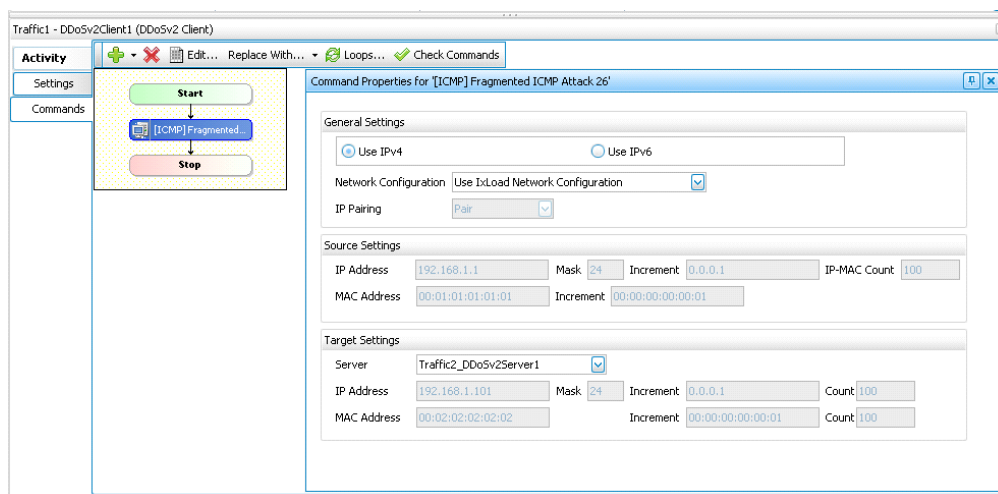 Traffic1 - DDoSv2Client1 (DDoSv2 Client)
Activity
Settings
Commands
Edit... Replace With... Loops... Check Commands
Start
[ICMP] Fragmented...
Stop
Command Properties for '[ICMP] Fragmented ICMP Attack 26'
General Settings
Use IPv4 Use IPv6
Network Configuration Use IxLoad Network Configuration
IP Pairing Pair
Source Settings
IP Address 192.168.1.1 Mask 24 Increment 0.0.0.1 IP-MAC Count 100
MAC Address 00:01:01:01:01:01 Increment 00:00:00:00:00:01
Target Settings
Server Traffic2_DDoSv2Server1
IP Address 192.168.1.101 Mask 24 Increment 0.0.0.1 Count 100
MAC Address 00:02:02:02:02:02 Increment 00:00:00:00:00:01 Count 100